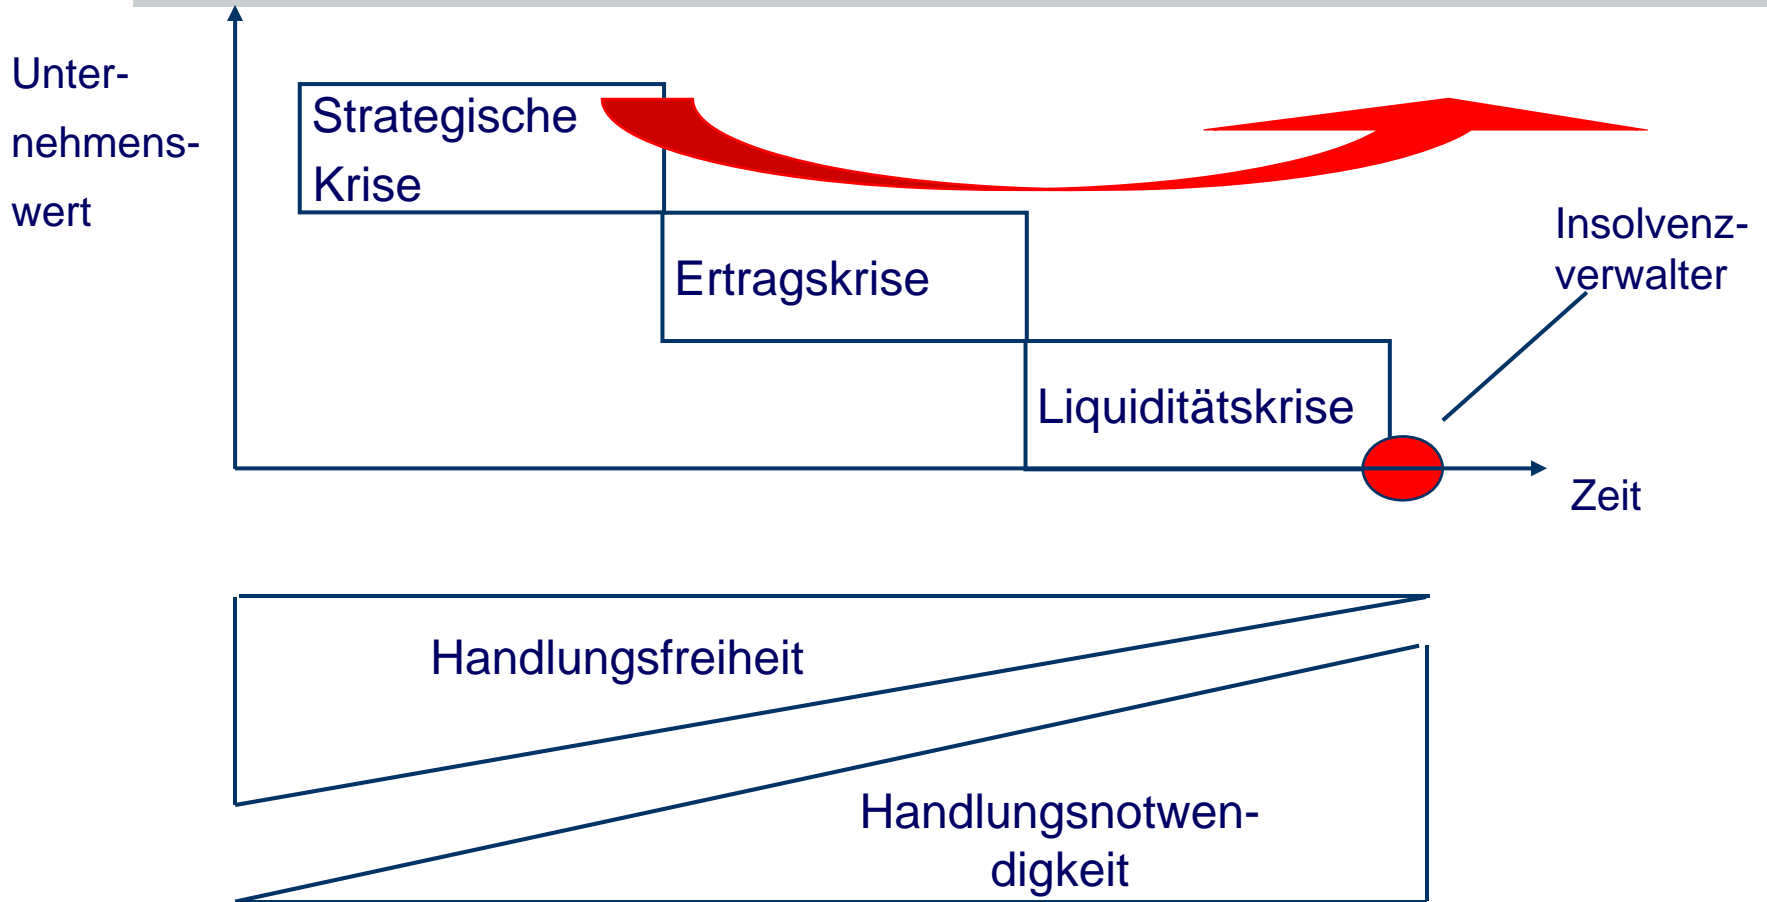 Unter-
nehmens-
wert
Strategische
Krise
Ertragskrise
Liquiditätskrise
Insolvenz-
verwalter
Zeit
Handlungsfreiheit
Handlungsnotwen-
digkeit